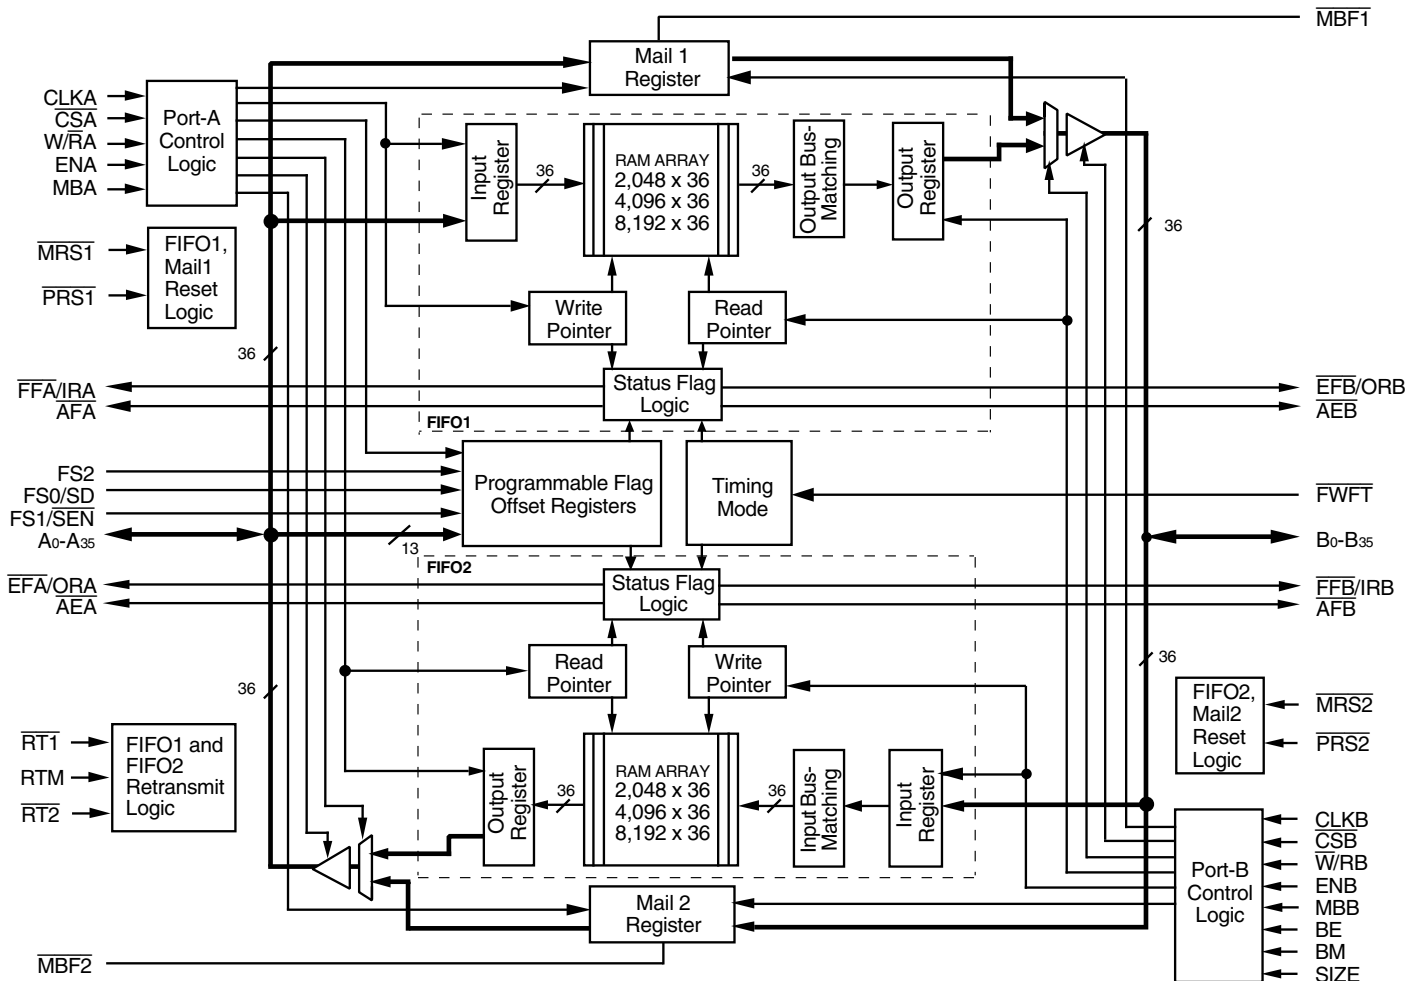 MBF1
Mail 1
Register
CLKA
CSA
W/RA
ENA
MBA
Port-A
Control
Logic
Input
Register
36
RAM ARRAY
2,048 x 36
4,096 x 36
8,192 x 36
36
Output Bus-
Matching
Output
Register
36
MRS1
PRS1
FIFO1,
Mail1
Reset
Logic
Write
Pointer
Read
Pointer
36
FFA/IRA
AFA
Status Flag
Logic
EFB/ORB
AEB
FIFO1
FS2
FS0/SD
FS1/SEN
A0-A35
Programmable Flag
Offset Registers
13
Timing
Mode
FWFT
B0-B35
FIFO2
EFA/ORA
AEA
Status Flag
Logic
FFB/IRB
AFB
Read
Pointer
Write
Pointer
36
36
FIFO2,
Mail2
Reset
Logic
MRS2
PRS2
RT1
RTM
RT2
FIFO1 and
FIFO2
Retransmit
Logic
Output
Register
36
RAM ARRAY
2,048 x 36
4,096 x 36
8,192 x 36
36
Input Bus-
Matching
Input
Register
Port-B
Control
Logic
CLKB
CSB
W/RB
ENB
MBB
BE
BM
SIZE
Mail 2
Register
MBF2